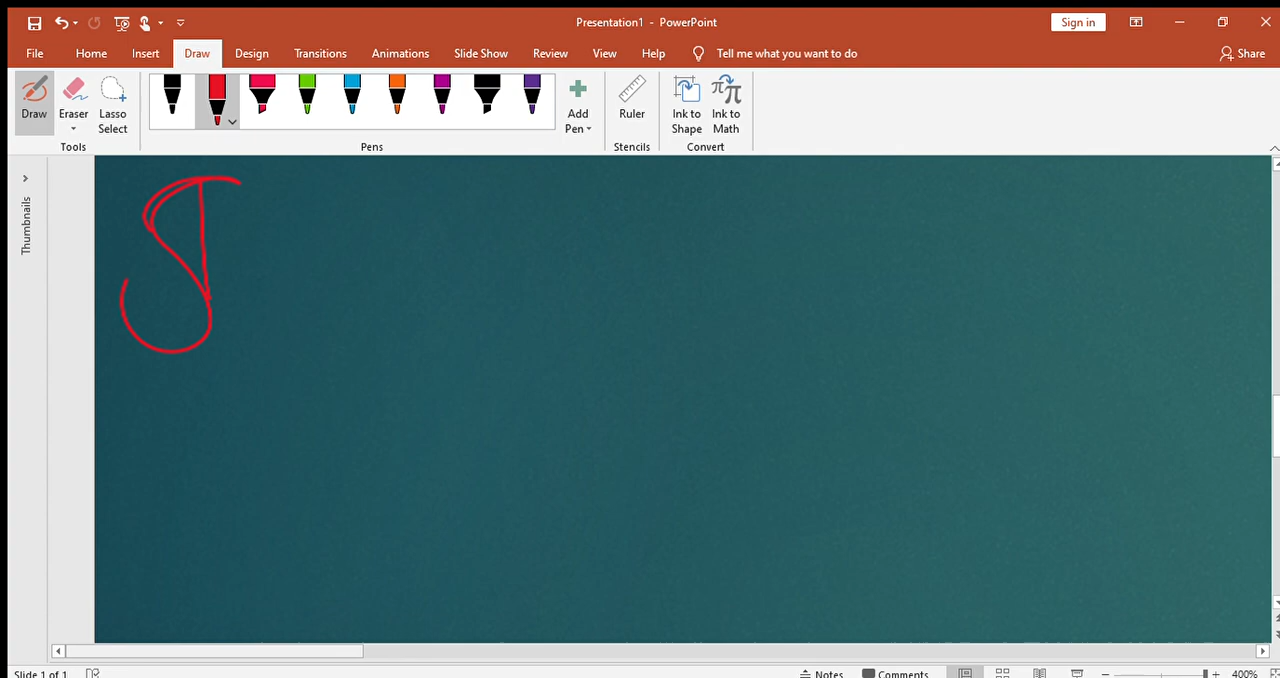 Presentation1 - PowerPoint
Sign in
File Home Insert Draw Design Transitions Animations Slide Show Review View Help Tell me what you want to do Share
Draw Eraser Lasso Select
Add Pen
Ruler
Ink to Shape Ink to Math
Tools Pens Stencils Convert
Thumbnails
Slide 1 of 1 Notes Comments 400%